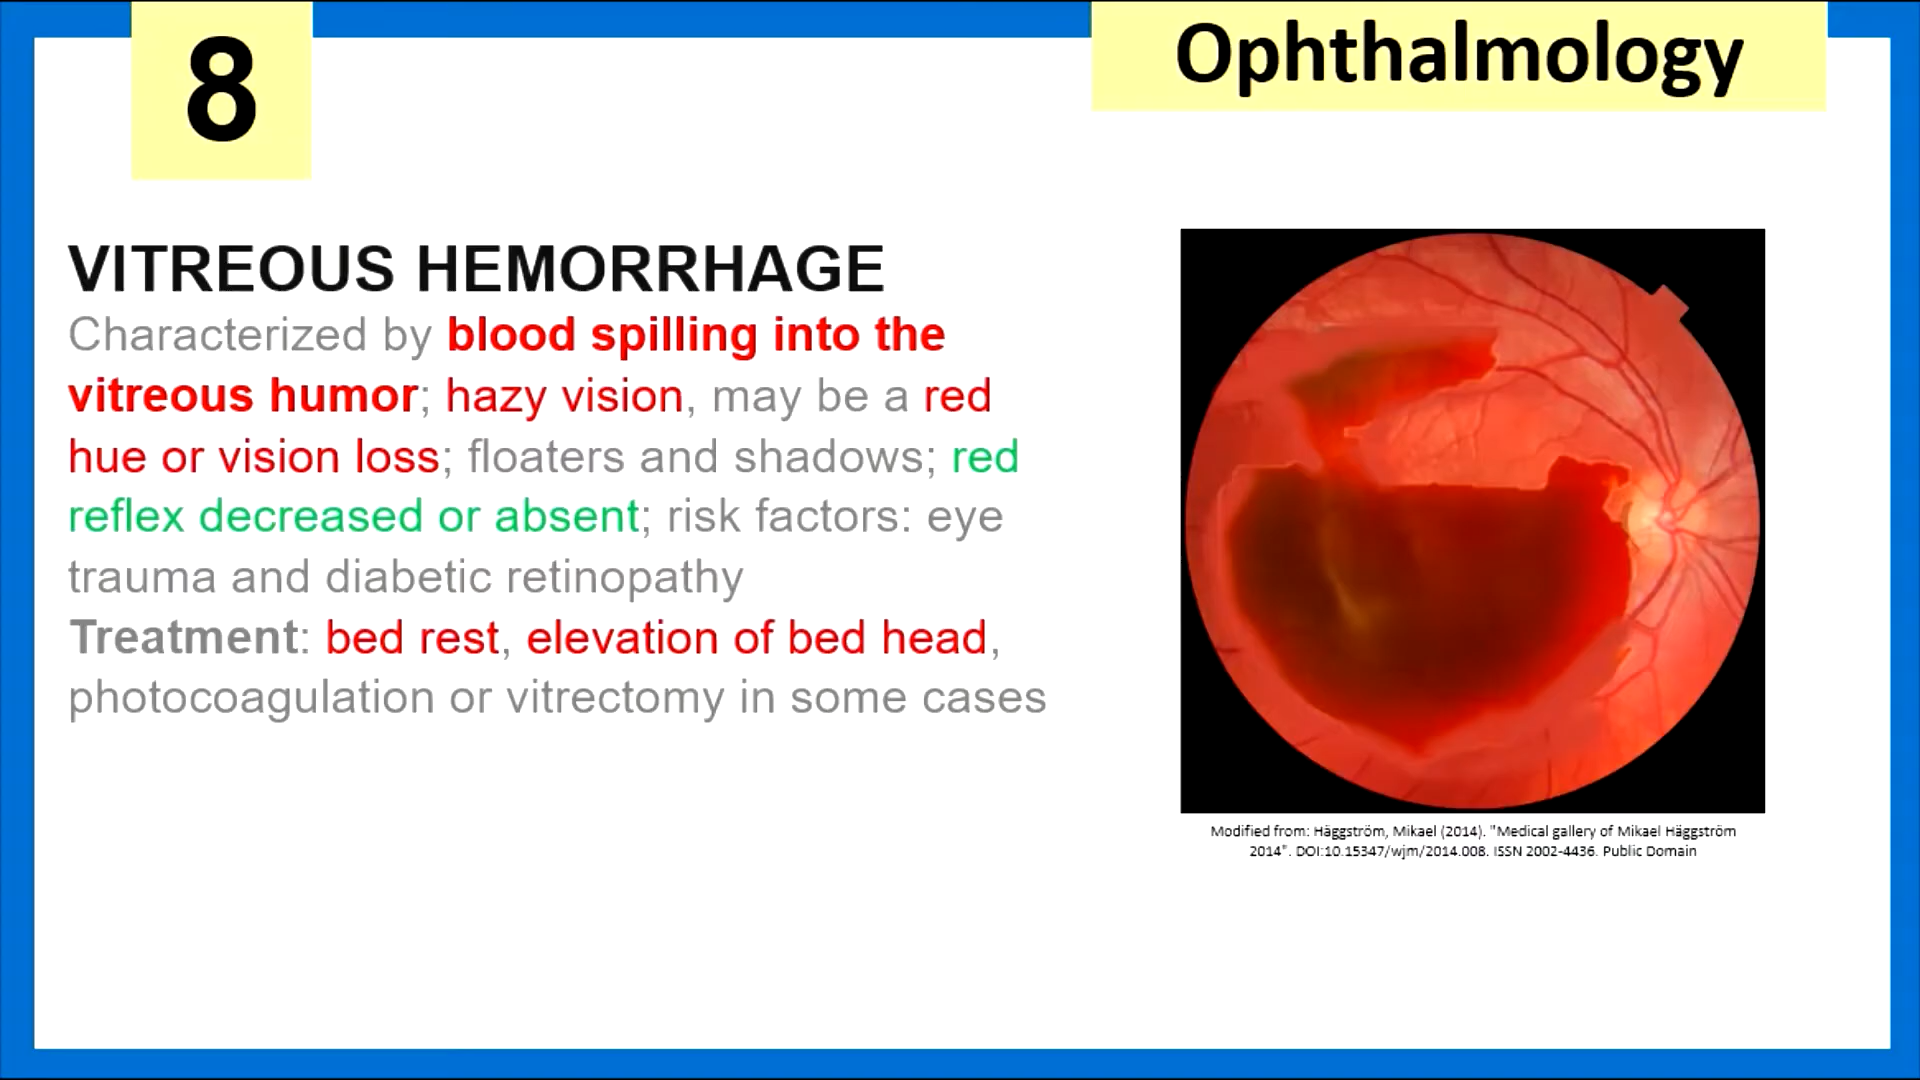 8
Ophthalmology
VITREOUS HEMORRHAGE
Characterized by blood spilling into the
vitreous humor; hazy vision, may be a red
hue or vision loss; floaters and shadows; red
reflex decreased or absent; risk factors: eye
trauma and diabetic retinopathy
Treatment: bed rest, elevation of bed head,
photocoagulation or vitrectomy in some cases
Modified from: Häggström, Mikael (2014). "Medical gallery of Mikael Häggström
2014". DOI:10.15347/wjm/2014.008. ISSN 2002-4436. Public Domain